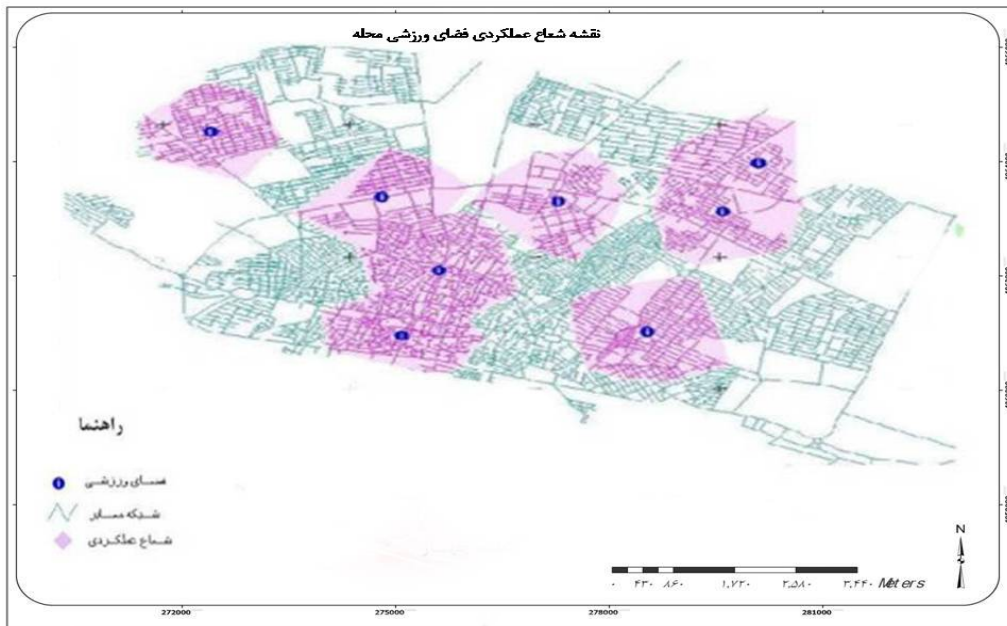 نقشه شعاع عملکردی فضای ورزشی محله
راهنما
فضای ورزشی
شبکه معابر
شعاع عملکردی
N
۰ ۴۳۰ ۸۶۰ ۱,۷۲۰ ۲,۵۸۰ ۳,۴۴۰ Meters
272000 275000 278000 281000